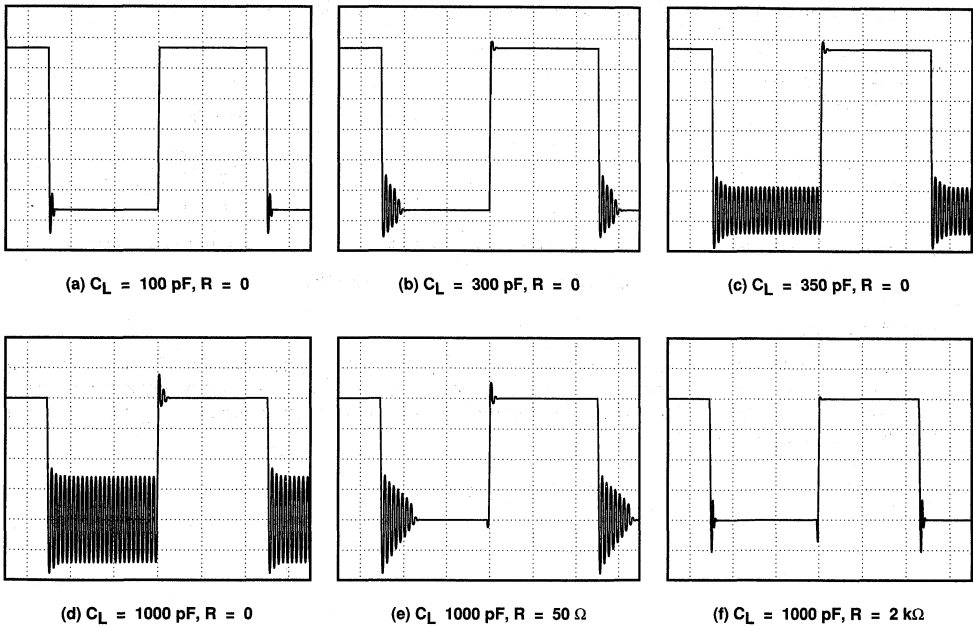 (a) CL = 100 pF, R = 0
(b) CL = 300 pF, R = 0
(c) CL = 350 pF, R = 0
(d) CL = 1000 pF, R = 0
(e) CL 1000 pF, R = 50 Ω
(f) CL = 1000 pF, R = 2 kΩ